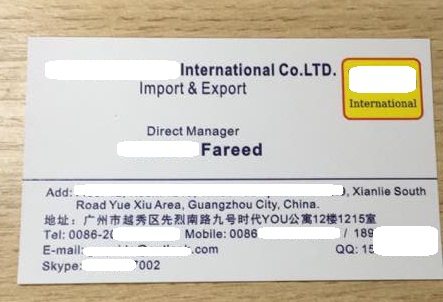 International Co.LTD.
Import & Export
International
Direct Manager
Fareed
Add: Xianlie South
Road Yue Xiu Area, Guangzhou City, China.
地址：广州市越秀区先烈南路九号时代YOU公寓12楼1215室
Tel: 0086-20 Mobile: 0086 / 189
E-mail: .com QQ: 15
Skype: 7002